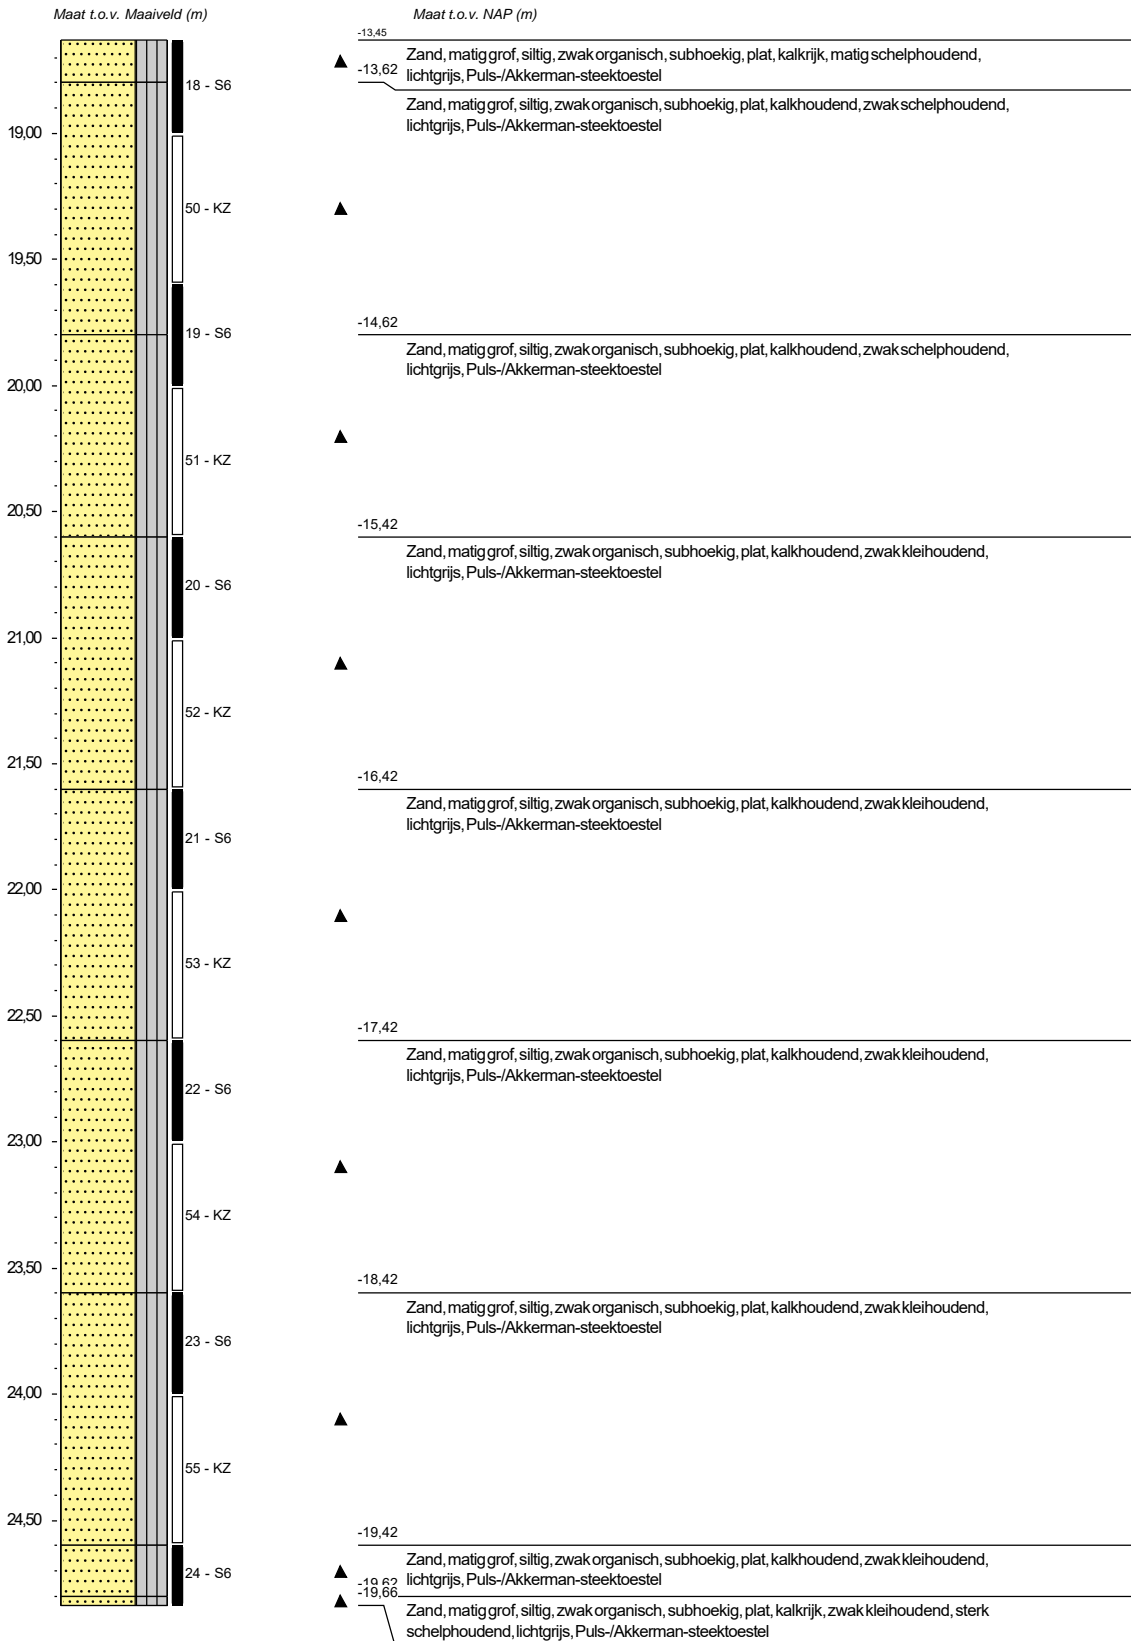 Maat t.o.v. Maaiveld (m)
Maat t.o.v. NAP (m)
-13,45
Zand, matig grof, siltig, zwak organisch, subhoekig, plat, kalkrijk, matig schelphoudend,
lichtgrijs, Puls-/Akkerman-steektoestel
-13,62
18 - S6
Zand, matig grof, siltig, zwak organisch, subhoekig, plat, kalkhoudend, zwak schelphoudend,
lichtgrijs, Puls-/Akkerman-steektoestel
19,00
50 - KZ
19,50
-14,62
19 - S6
Zand, matig grof, siltig, zwak organisch, subhoekig, plat, kalkhoudend, zwak schelphoudend,
lichtgrijs, Puls-/Akkerman-steektoestel
20,00
51 - KZ
20,50
-15,42
Zand, matig grof, siltig, zwak organisch, subhoekig, plat, kalkhoudend, zwak kleihoudend,
lichtgrijs, Puls-/Akkerman-steektoestel
20 - S6
21,00
52 - KZ
21,50
-16,42
Zand, matig grof, siltig, zwak organisch, subhoekig, plat, kalkhoudend, zwak kleihoudend,
lichtgrijs, Puls-/Akkerman-steektoestel
21 - S6
22,00
53 - KZ
22,50
-17,42
Zand, matig grof, siltig, zwak organisch, subhoekig, plat, kalkhoudend, zwak kleihoudend,
lichtgrijs, Puls-/Akkerman-steektoestel
22 - S6
23,00
54 - KZ
23,50
-18,42
Zand, matig grof, siltig, zwak organisch, subhoekig, plat, kalkhoudend, zwak kleihoudend,
lichtgrijs, Puls-/Akkerman-steektoestel
23 - S6
24,00
55 - KZ
24,50
-19,42
Zand, matig grof, siltig, zwak organisch, subhoekig, plat, kalkhoudend, zwak kleihoudend,
lichtgrijs, Puls-/Akkerman-steektoestel
24 - S6
-19,62
-19,66
Zand, matig grof, siltig, zwak organisch, subhoekig, plat, kalkrijk, zwak kleihoudend, sterk
schelphoudend, lichtgrijs, Puls-/Akkerman-steektoestel